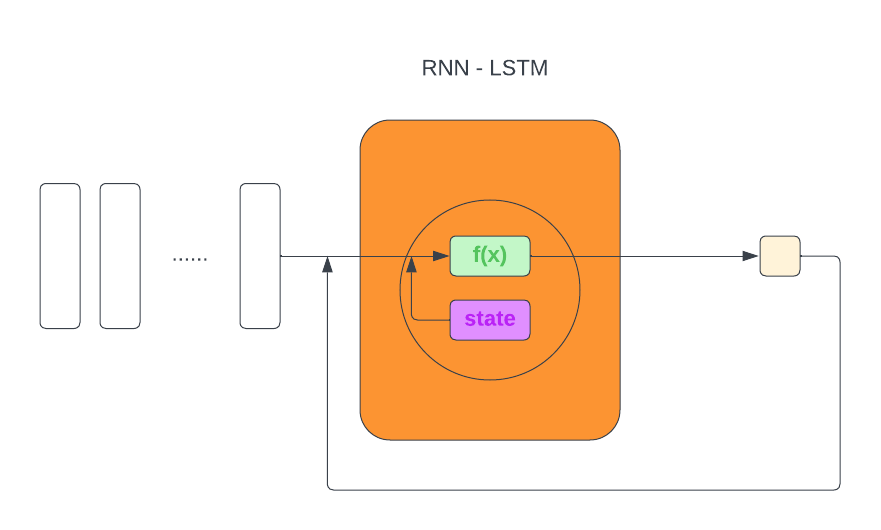 RNN - LSTM
......
f(x)
state